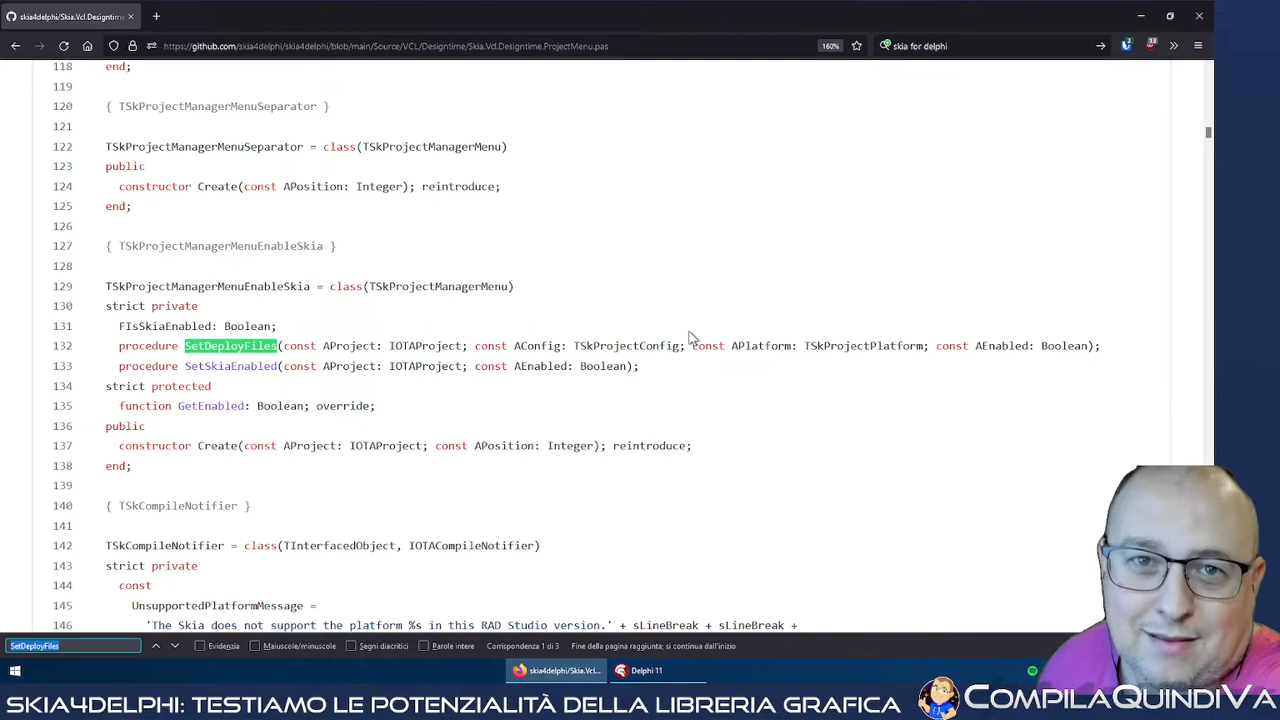 skia4delphi/Skia.Vcl.Designtime
https://github.com/skia4delphi/skia4delphi/blob/main/Source/VCL/Designtime/Skia.Vcl.Designtime.ProjectMenu.pas
160%
skia for delphi
2
13
118 end;
119
120 { TSkProjectManagerMenuSeparator }
121
122 TSkProjectManagerMenuSeparator = class(TSkProjectManagerMenu)
123 public
124 constructor Create(const APosition: Integer); reintroduce;
125 end;
126
127 { TSkProjectManagerMenuEnableSkia }
128
129 TSkProjectManagerMenuEnableSkia = class(TSkProjectManagerMenu)
130 strict private
131 FIsSkiaEnabled: Boolean;
132 procedure SetDeployFiles(const AProject: IOTAProject; const AConfig: TSkProjectConfig; const APlatform: TSkProjectPlatform; const AEnabled: Boolean);
133 procedure SetSkiaEnabled(const AProject: IOTAProject; const AEnabled: Boolean);
134 strict protected
135 function GetEnabled: Boolean; override;
136 public
137 constructor Create(const AProject: IOTAProject; const APosition: Integer); reintroduce;
138 end;
139
140 { TSkCompileNotifier }
141
142 TSkCompileNotifier = class(TInterfacedObject, IOTACompileNotifier)
143 strict private
144 const
145 UnsupportedPlatformMessage =
146 'The Skia does not support the platform %s in this RAD Studio version.' + sLineBreak + sLineBreak +
SetDeployFiles
Evidenzia
Maiuscole/minuscole
Segni diacritici
Parole intere
Corrispondenza 1 di 3
Fine della pagina raggiunta; si continua dall'inizio
skia4delphi/Skia.Vcl...
Delphi 11
SKIA4DELPHI: TESTIAMO LE POTENZIALITÀ DELLA LIBRERIA GRAFICA
COMPILAQUINDIVA